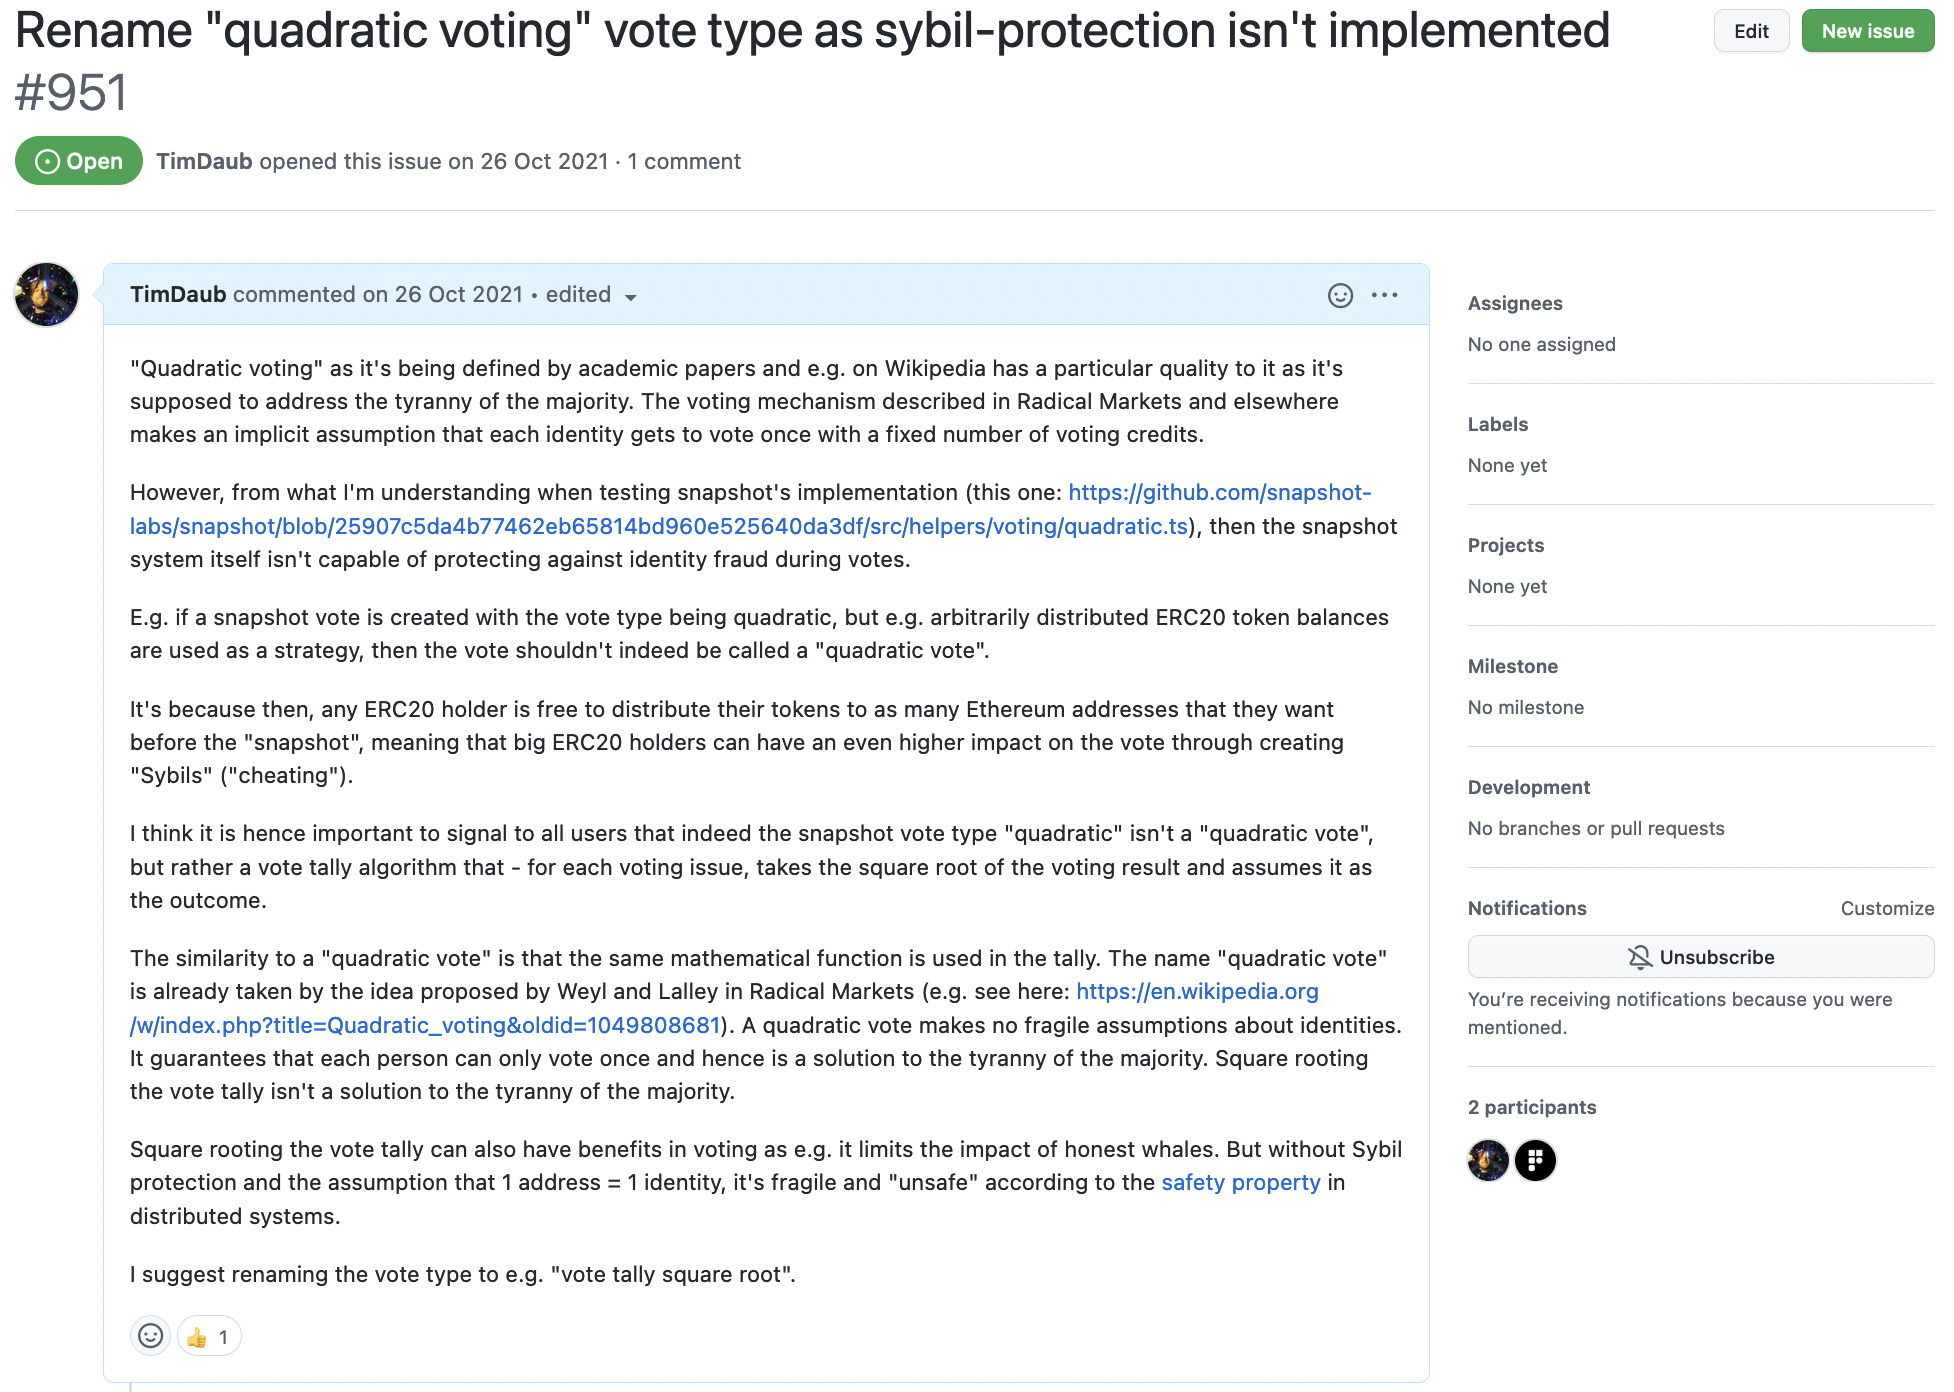 Rename "quadratic voting" vote type as sybil-protection isn't implemented
#951
Edit
New issue
Open
TimDaub opened this issue on 26 Oct 2021 · 1 comment
TimDaub commented on 26 Oct 2021 • edited
"Quadratic voting" as it's being defined by academic papers and e.g. on Wikipedia has a particular quality to it as it's
supposed to address the tyranny of the majority. The voting mechanism described in Radical Markets and elsewhere
makes an implicit assumption that each identity gets to vote once with a fixed number of voting credits.
However, from what I'm understanding when testing snapshot's implementation (this one: https://github.com/snapshot-
labs/snapshot/blob/25907c5da4b77462eb65814bd960e525640da3df/src/helpers/voting/quadratic.ts), then the snapshot
system itself isn't capable of protecting against identity fraud during votes.
E.g. if a snapshot vote is created with the vote type being quadratic, but e.g. arbitrarily distributed ERC20 token balances
are used as a strategy, then the vote shouldn't indeed be called a "quadratic vote".
It's because then, any ERC20 holder is free to distribute their tokens to as many Ethereum addresses that they want
before the "snapshot", meaning that big ERC20 holders can have an even higher impact on the vote through creating
"Sybils" ("cheating").
I think it is hence important to signal to all users that indeed the snapshot vote type "quadratic" isn't a "quadratic vote",
but rather a vote tally algorithm that - for each voting issue, takes the square root of the voting result and assumes it as
the outcome.
The similarity to a "quadratic vote" is that the same mathematical function is used in the tally. The name "quadratic vote"
is already taken by the idea proposed by Weyl and Lalley in Radical Markets (e.g. see here: https://en.wikipedia.org
/w/index.php?title=Quadratic_voting&oldid=1049808681). A quadratic vote makes no fragile assumptions about identities.
It guarantees that each person can only vote once and hence is a solution to the tyranny of the majority. Square rooting
the vote tally isn't a solution to the tyranny of the majority.
Square rooting the vote tally can also have benefits in voting as e.g. it limits the impact of honest whales. But without Sybil
protection and the assumption that 1 address = 1 identity, it's fragile and "unsafe" according to the safety property in
distributed systems.
I suggest renaming the vote type to e.g. "vote tally square root".
👍 1
Assignees
No one assigned
Labels
None yet
Projects
None yet
Milestone
No milestone
Development
No branches or pull requests
Notifications
Customize
Unsubscribe
You're receiving notifications because you were
mentioned.
2 participants